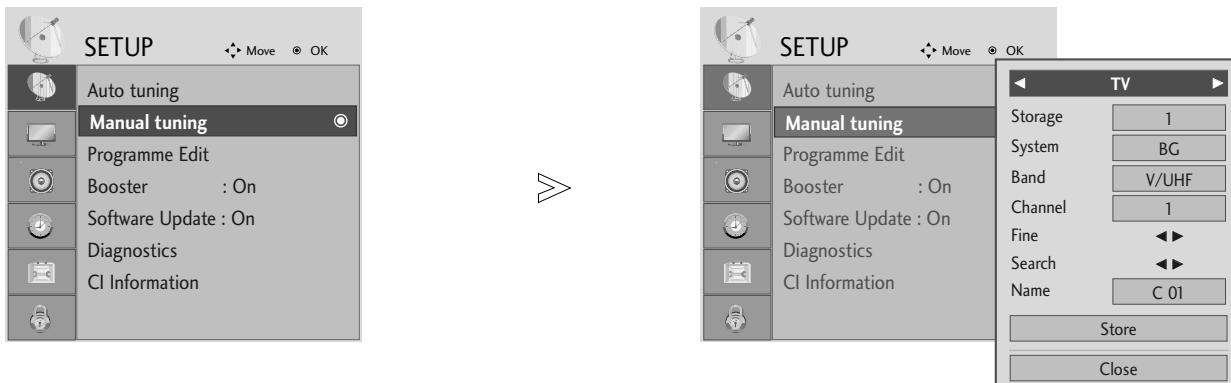 SETUP
Move OK
Auto tuning
Manual tuning
Programme Edit
Booster : On
Software Update : On
Diagnostics
CI Information
SETUP
Move OK
Auto tuning
Manual tuning
Programme Edit
Booster : On
Software Update : On
Diagnostics
CI Information
◀ TV ▶
Storage 1
System BG
Band V/UHF
Channel 1
Fine ◀ ▶
Search ◀ ▶
Name C 01
Store
Close